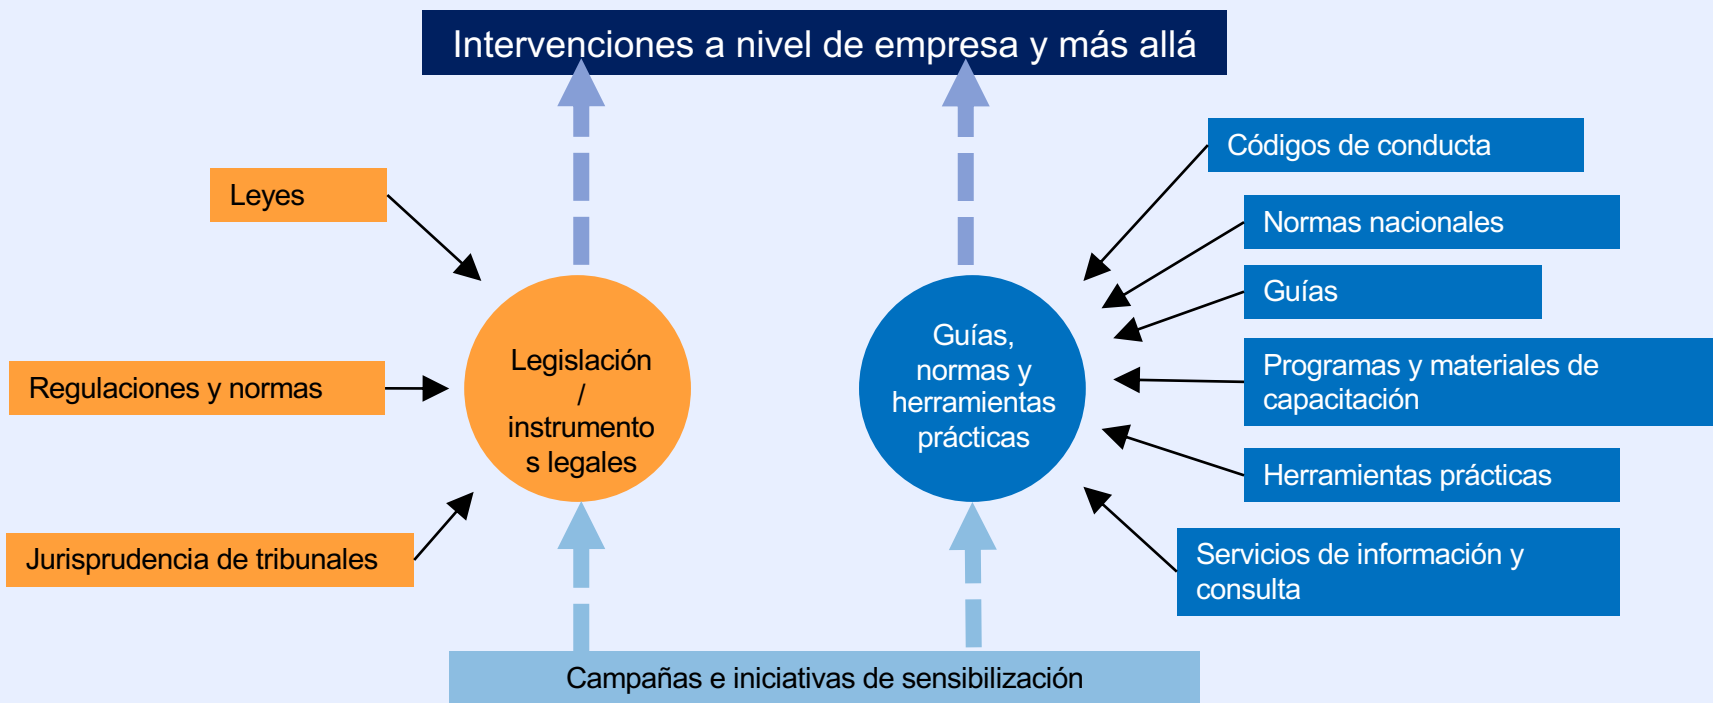 Intervenciones a nivel de empresa y más allá
Leyes
Regulaciones y normas
Jurisprudencia de tribunales
Legislación
/
instrumento
s legales
Guías,
normas y
herramientas
prácticas
Códigos de conducta
Normas nacionales
Guías
Programas y materiales de
capacitación
Herramientas prácticas
Servicios de información y
consulta
Campañas e iniciativas de sensibilización